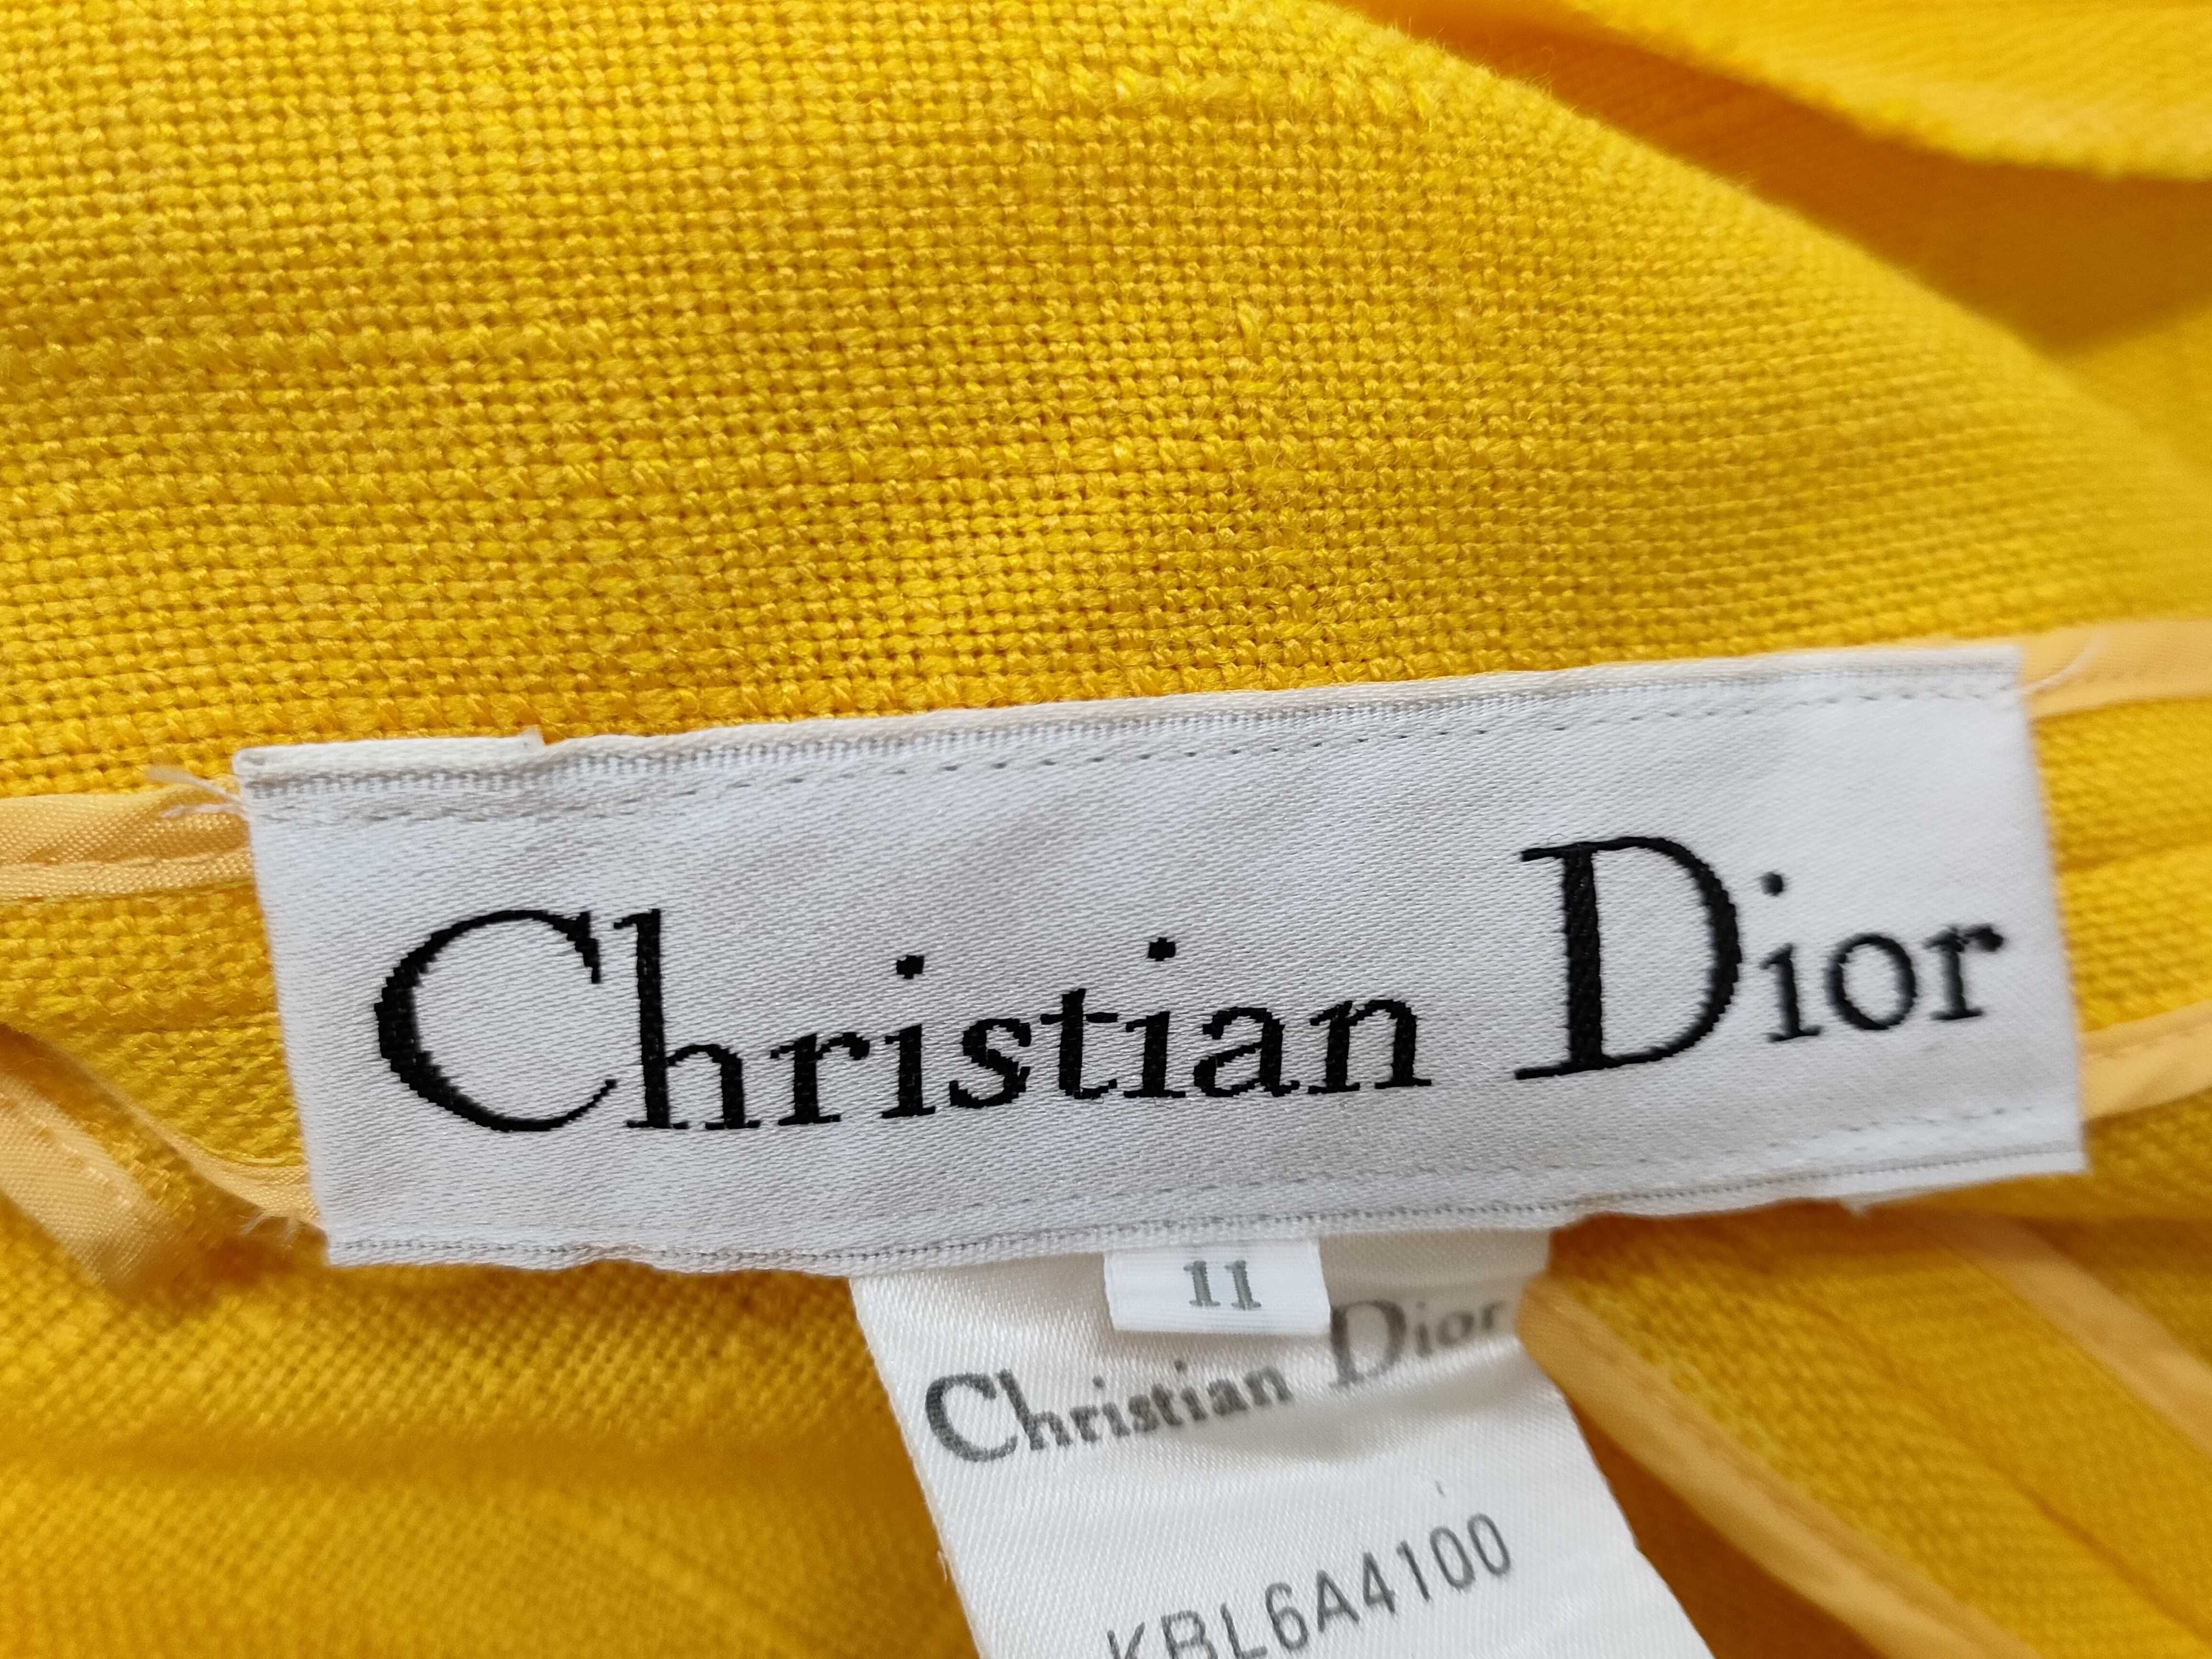 Christian Dior
11
Christian Dior
KBL6A4100